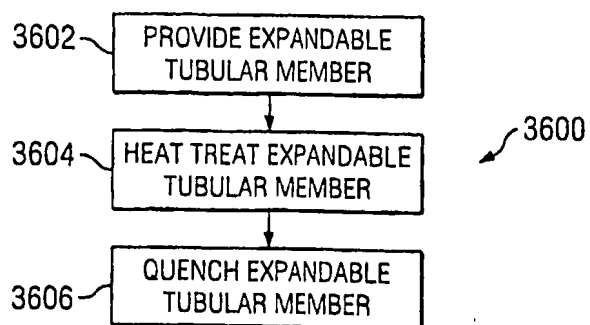 3602
PROVIDE EXPANDABLE
TUBULAR MEMBER
3600
3604
HEAT TREAT EXPANDABLE
TUBULAR MEMBER
3606
QUENCH EXPANDABLE
TUBULAR MEMBER